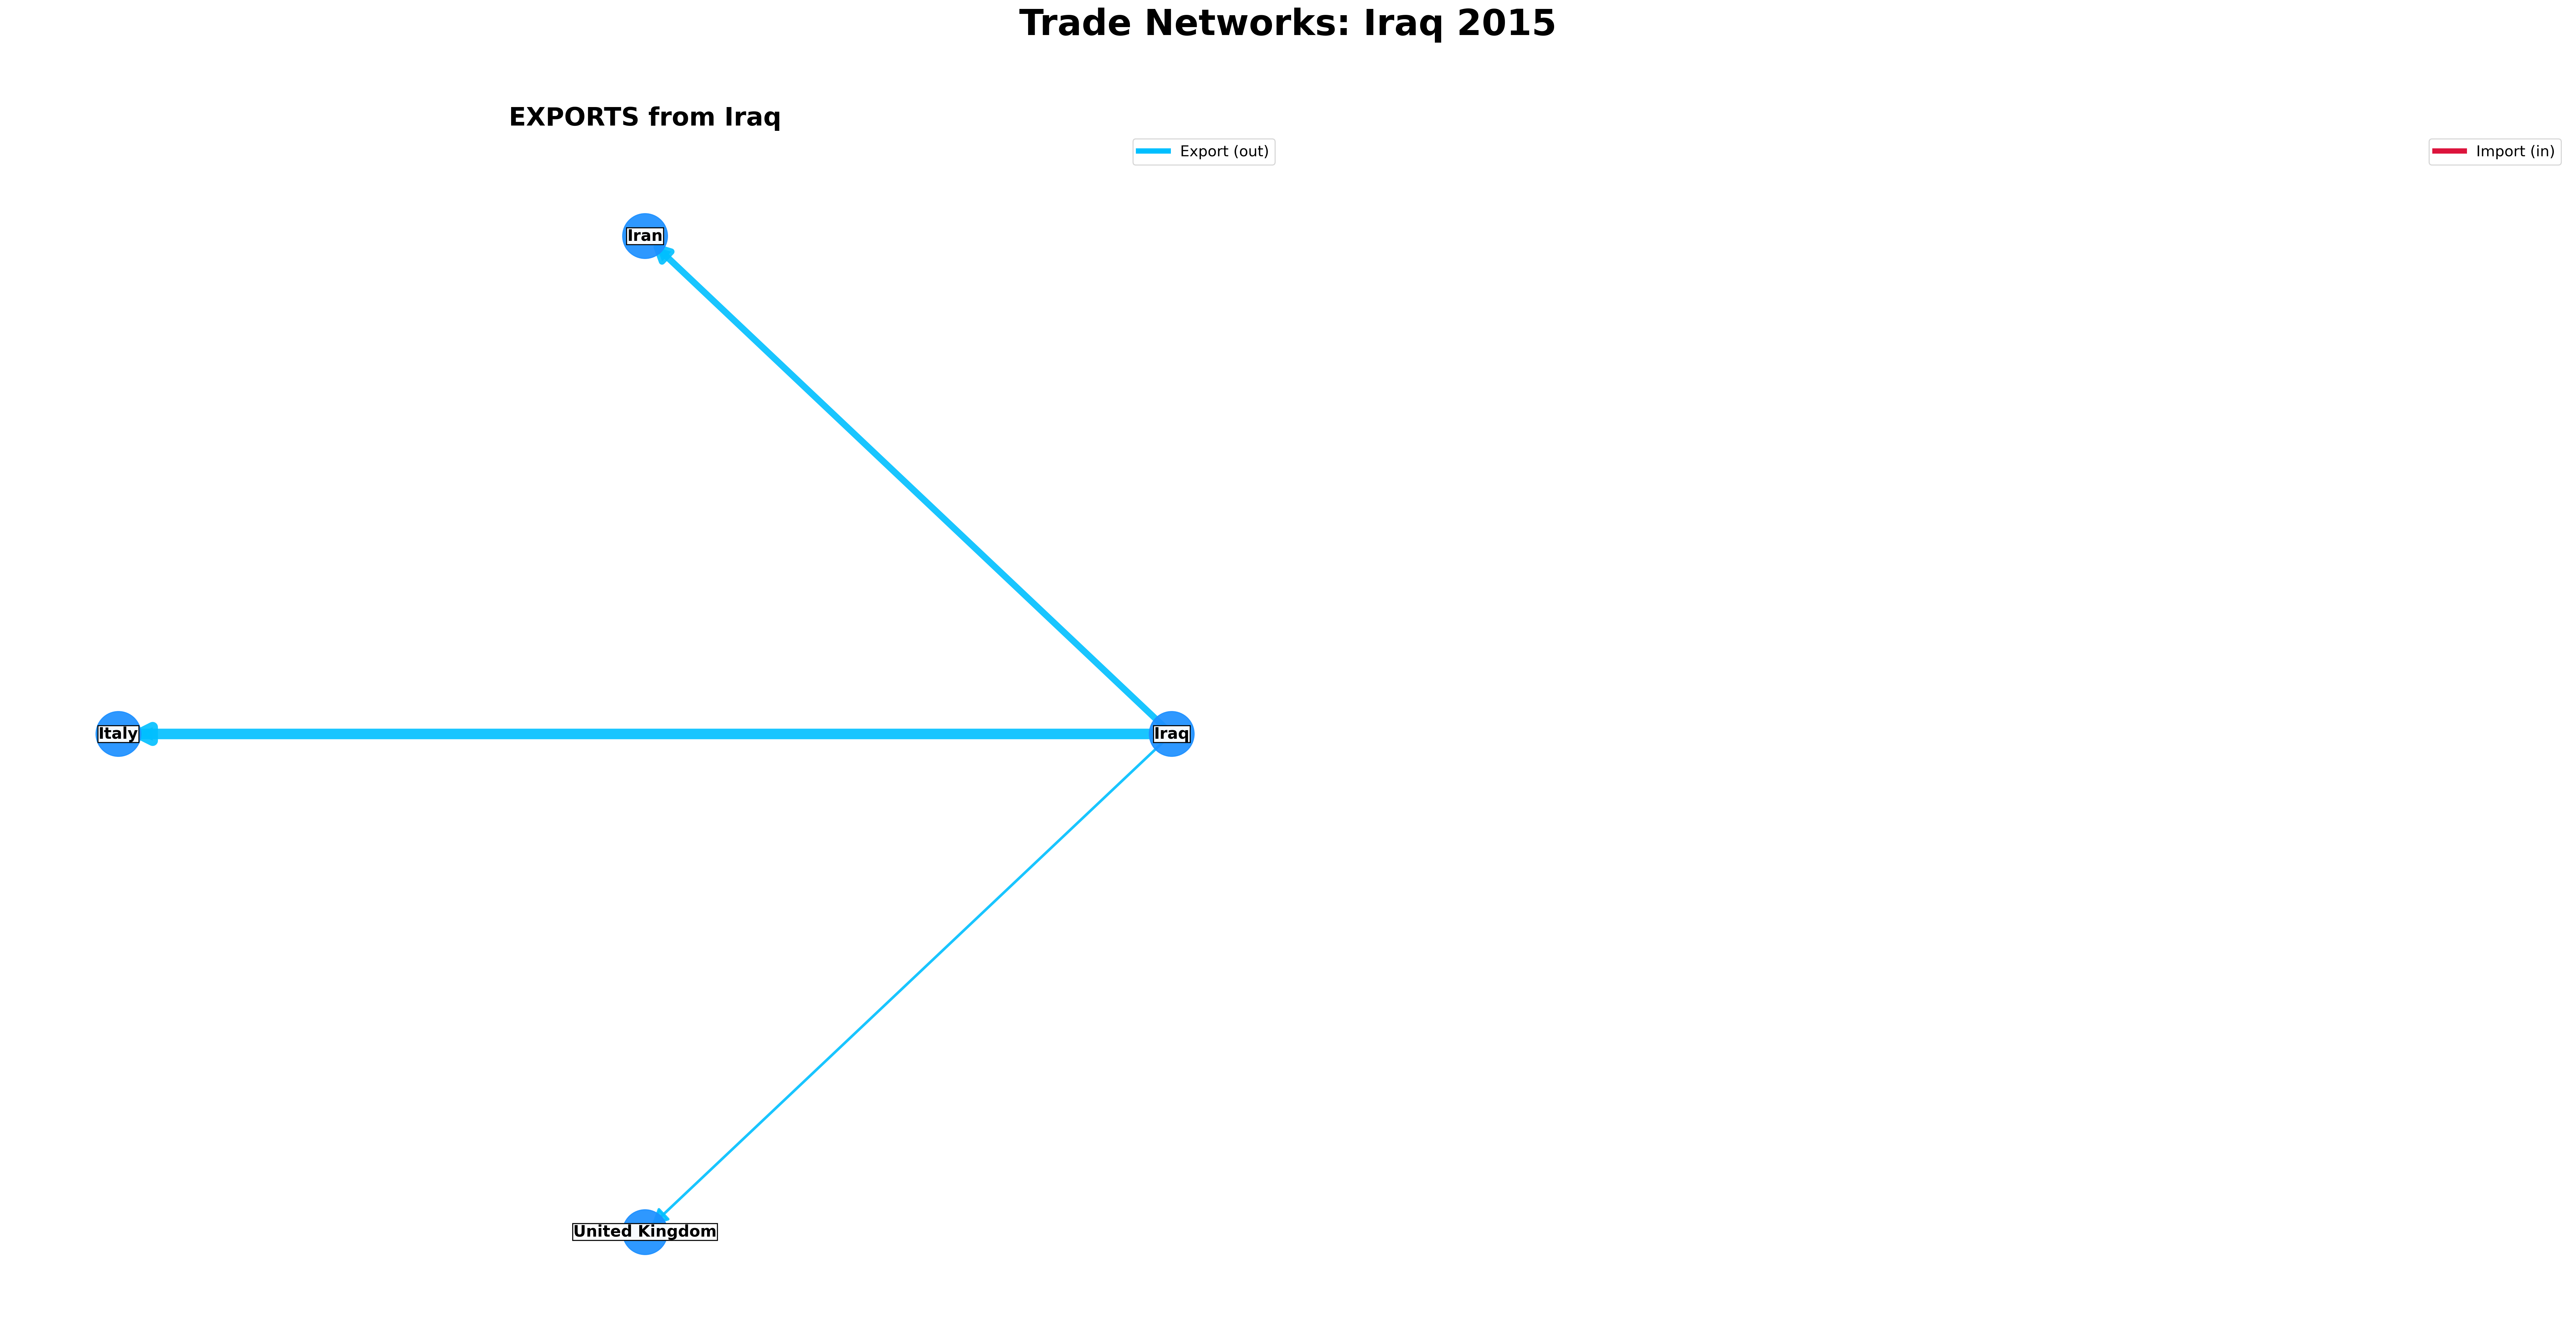 Trade Networks: Iraq 2015
EXPORTS from Iraq
Export (out)
Import (in)
Iran
Italy
Iraq
United Kingdom